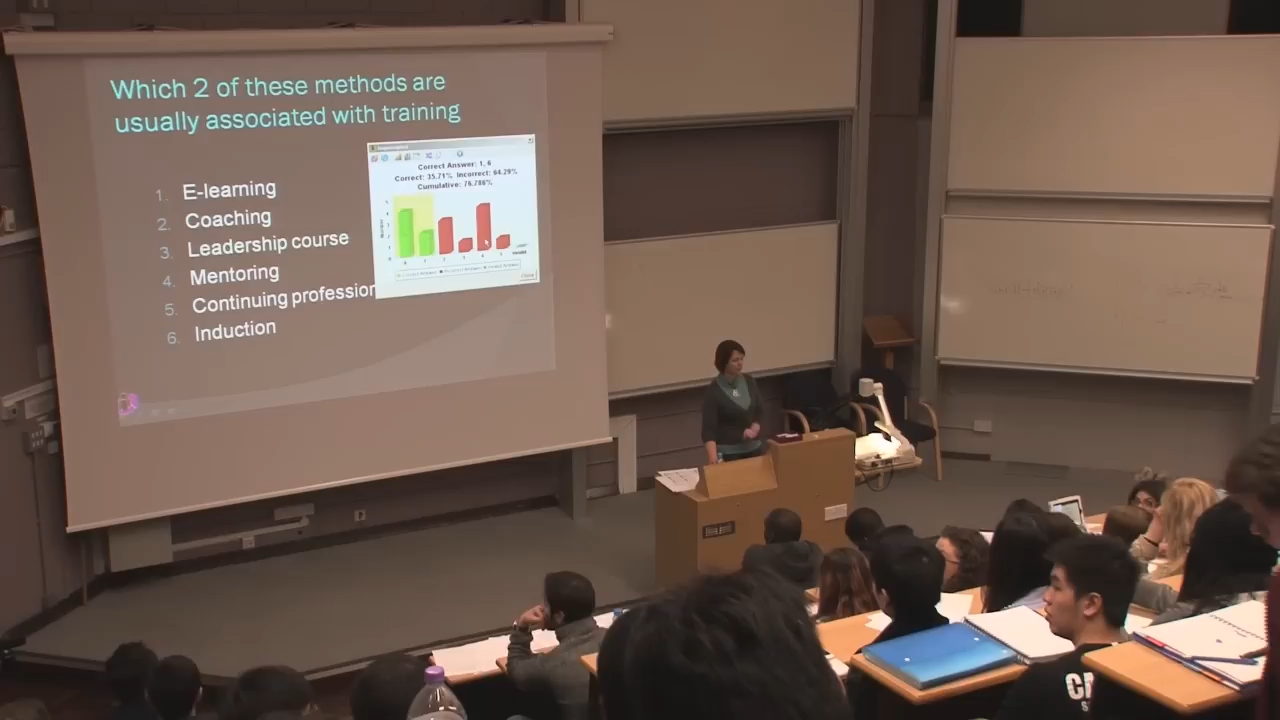 Which 2 of these methods are
usually associated with training
1. E-learning
2. Coaching
3. Leadership course
4. Mentoring
5. Continuing profession
6. Induction
Correct Answer: 1, 6
Correct: 35.71% Incorrect: 64.29%
Cumulative: 76.786%